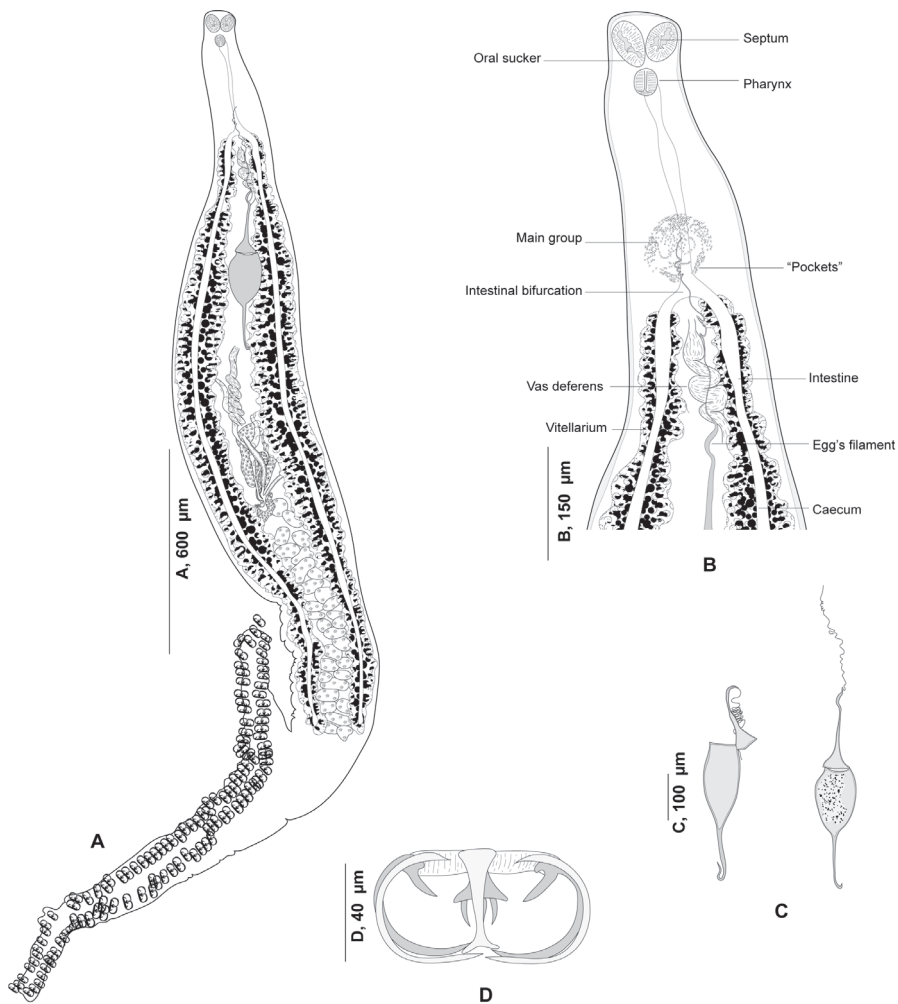 Septum
Oral sucker
Pharynx
Main group
“Pockets”
Intestinal bifurcation
Intestine
Vas deferens
Vitellarium
Egg’s filament
Caecum
A, 600 µm
B, 150 µm
B
A
C, 100 µm
C
D, 40 µm
D